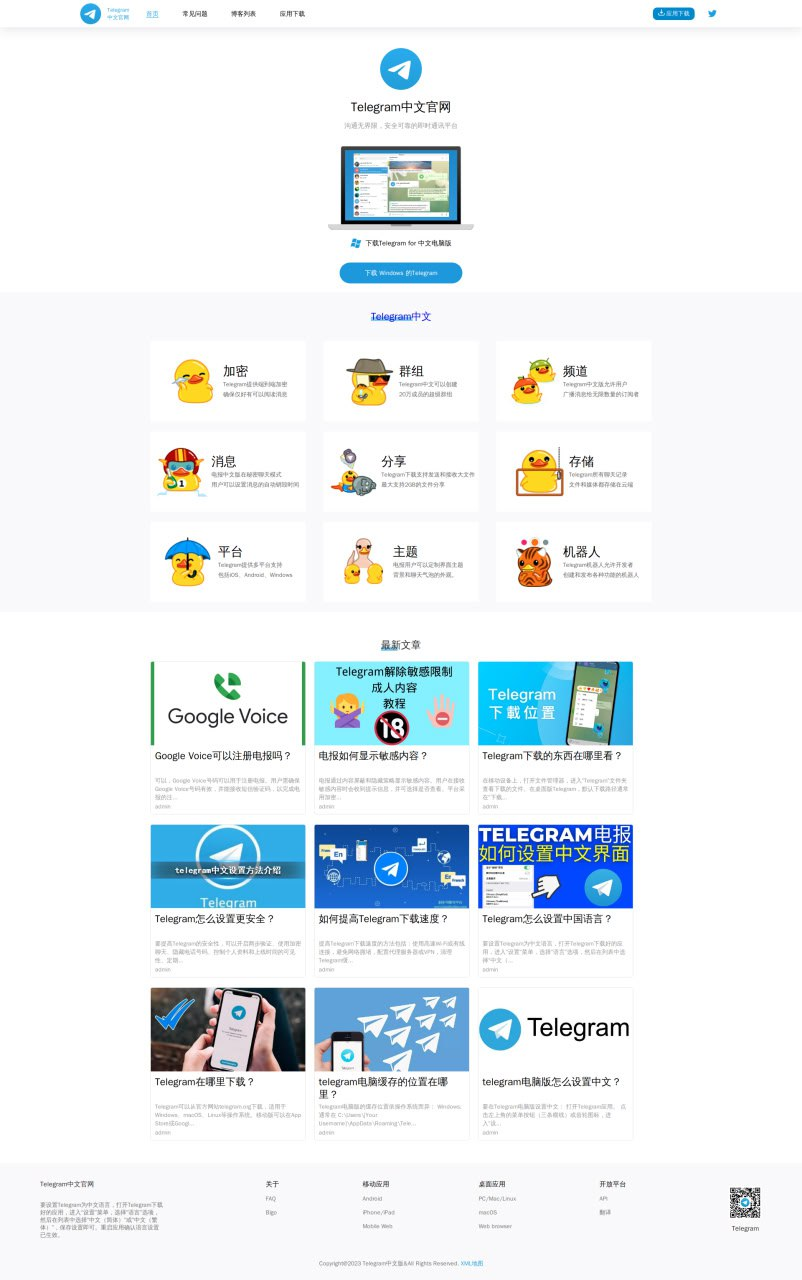 Telegram
中文官网
首页
常见问题
博客列表
应用下载
应用下载
Telegram中文官网
沟通无界限，安全可靠的即时通讯平台
下载Telegram for 中文电脑版
下载 Windows 的Telegram
Telegram中文
加密
Telegram提供端到端加密
确保仅好有可以阅读消息
群组
Telegram中文可以创建
20万成员的超级群组
频道
Telegram中文版允许用户
广播消息给无限数量的订阅者
消息
电报中文版在秘密聊天模式
用户可以设置消息的自动销毁时间
分享
Telegram下载支持发送和接收大文件
最大支持2GB的文件分享
存储
Telegram所有聊天记录
文件和媒体都存储在云端
平台
Telegram提供多平台支持
包括iOS、Android、Windows
主题
电报用户可以定制界面主题
背景和聊天气泡的外观。
机器人
Telegram机器人允许开发者
创建和发布各种功能的机器人
最新文章
Google Voice
Google Voice可以注册电报吗？
可以，Google Voice号码可以用于注册电报。用户需确保
Google Voice号码有效，并能接收短信验证码，以完成电
报的注...
admin
Telegram解除敏感限制
成人内容
教程
18
电报如何显示敏感内容？
电报通过内容屏蔽和隐藏策略显示敏感内容。用户在接收
敏感内容时会收到提示信息，并可选择是否查看。平台采
用加密...
admin
Telegram
下載位置
Telegram下载的东西在哪里看？
在移动设备上，打开文件管理器，进入“Telegram”文件夹
查看下载的文件。在桌面版Telegram，默认下载路径通常
在“下载...
admin
telegram中文设置方法介绍
Telegram
Telegram怎么设置更安全？
要提高Telegram的安全性，可以开启两步验证、使用加密
聊天、隐藏电话号码、控制个人资料和上线时间的可见
性、定期...
admin
En
En
French
如何提高Telegram下载速度？
提高Telegram下载速度的方法包括：使用高速Wi-Fi或有线
连接，避免网络拥堵，配置代理服务器或VPN，清理
Telegram缓...
admin
TELEGRAM电报
如何设置中文界面
Telegram怎么设置中国语言？
要设置Telegram为中文语言，打开Telegram下载好的应
用，进入“设置”菜单，选择“语言”选项，然后在列表中选
择“中文（...
admin
Telegram在哪里下载？
Telegram可以从官方网站telegram.org下载，适用于
Windows、macOS、Linux等操作系统。移动版可以在App
Store或Googl...
admin
telegram电脑缓存的位置在哪
里？
Telegram电脑版的缓存位置依操作系统而异： Windows:
通常在 C:\Users\[Your
Username]\AppData\Roaming\Tele...
admin
Telegram
telegram电脑版怎么设置中文？
要在Telegram电脑版设置中文： 打开Telegram应用。 点
击左上角的菜单按钮（三条横线）或齿轮图标，进
入“设...
admin
Telegram中文官网
要设置Telegram为中文语言，打开Telegram下载
好的应用，进入“设置”菜单，选择“语言”选项，
然后在列表中选择“中文（简体）”或“中文（繁
体）”，保存设置即可。重启应用确认语言设置
已生效。
关于
FAQ
Bigo
移动应用
Android
iPhone/iPad
Mobile Web
桌面应用
PC/Mac/Linux
macOS
Web browser
开放平台
API
翻译
Telegram
Copyright@2023 Telegram中文版&All Rights Reserved. XML地图